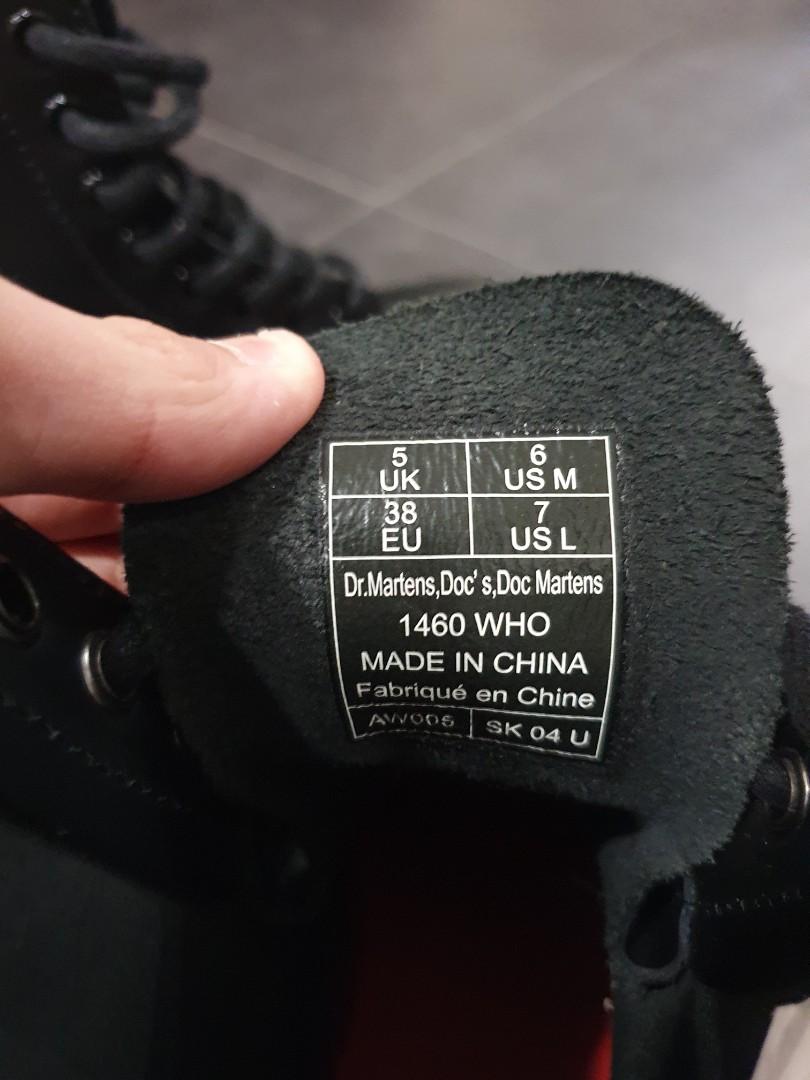 5 UK 6 US M
38 EU 7 US L
Dr.Martens,Doc's,Doc Martens
1460 WHO
MADE IN CHINA
Fabriqué en Chine
AW005 SK 04 U